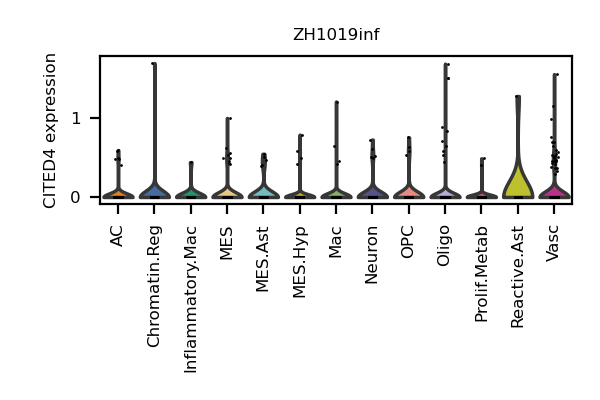 ZH1019inf
CITED4 expression
1
0
AC
Chromatin.Reg
Inflammatory.Mac
MES
MES.Ast
MES.Hyp
Mac
Neuron
OPC
Oligo
Prolif.Metab
Reactive.Ast
Vasc